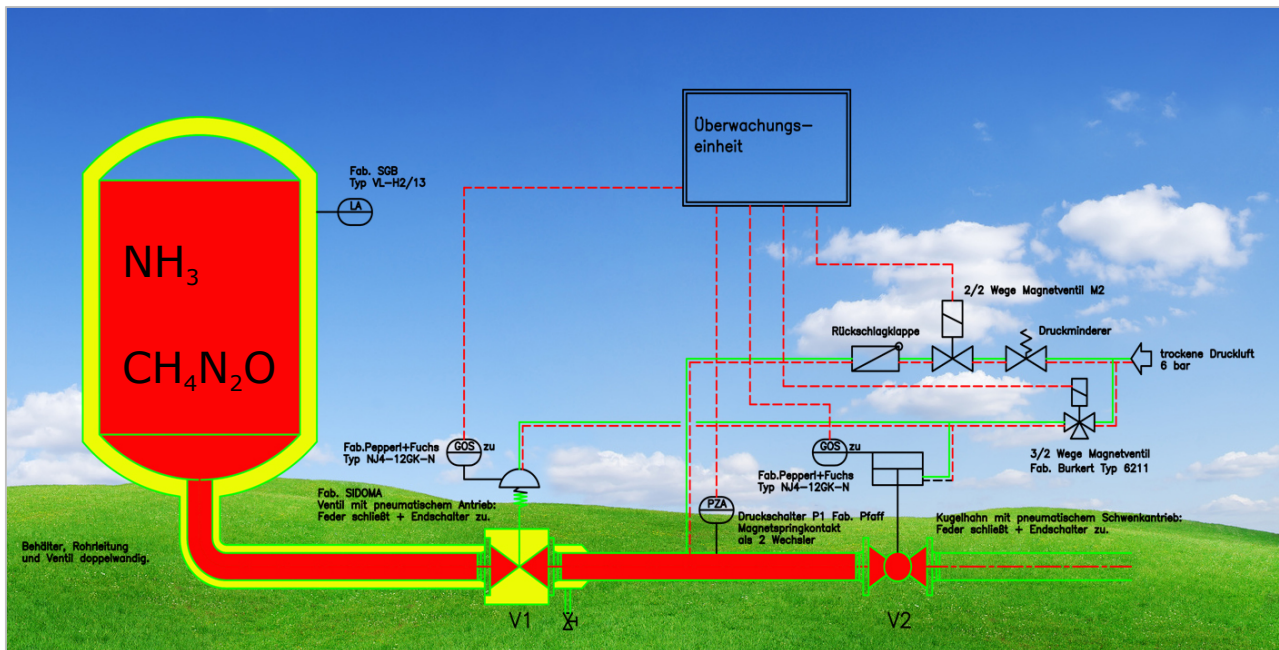 Überwachungs-
einheit
Fab. SGB
Typ VL-H2/13
LA
NH₃
CH₄N₂O
2/2 Wege Magnetventil M2
Rückschlagklappe
Druckminderer
trockene Druckluft
6 bar
Fab.Pepperl+Fuchs
Typ NJ4-12GK-N
GOS
zu
Fab.Pepperl+Fuchs
Typ NJ4-12GK-N
GOS
zu
3/2 Wege Magnetventil
Fab. Burkert Typ 6211
Fab. SIDOMA
Ventil mit pneumatischem Antrieb:
Feder schließt + Endschalter zu.
PZA
Druckschalter P1 Fab. Pfaff
Magnetspringkontakt
als 2 Wechsler
Kugelhahn mit pneumatischem Schwenkantrieb:
Feder schließt + Endschalter zu.
Behälter, Rohrleitung
und Ventil doppelwandig.
V1
V2